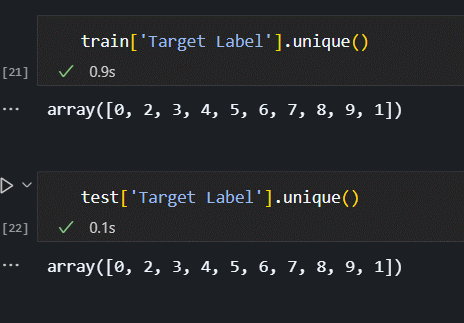 train['Target Label'].unique()
[21]
0.9s
... array([0, 2, 3, 4, 5, 6, 7, 8, 9, 1])
test['Target Label'].unique()
[22]
0.1s
... array([0, 2, 3, 4, 5, 6, 7, 8, 9, 1])